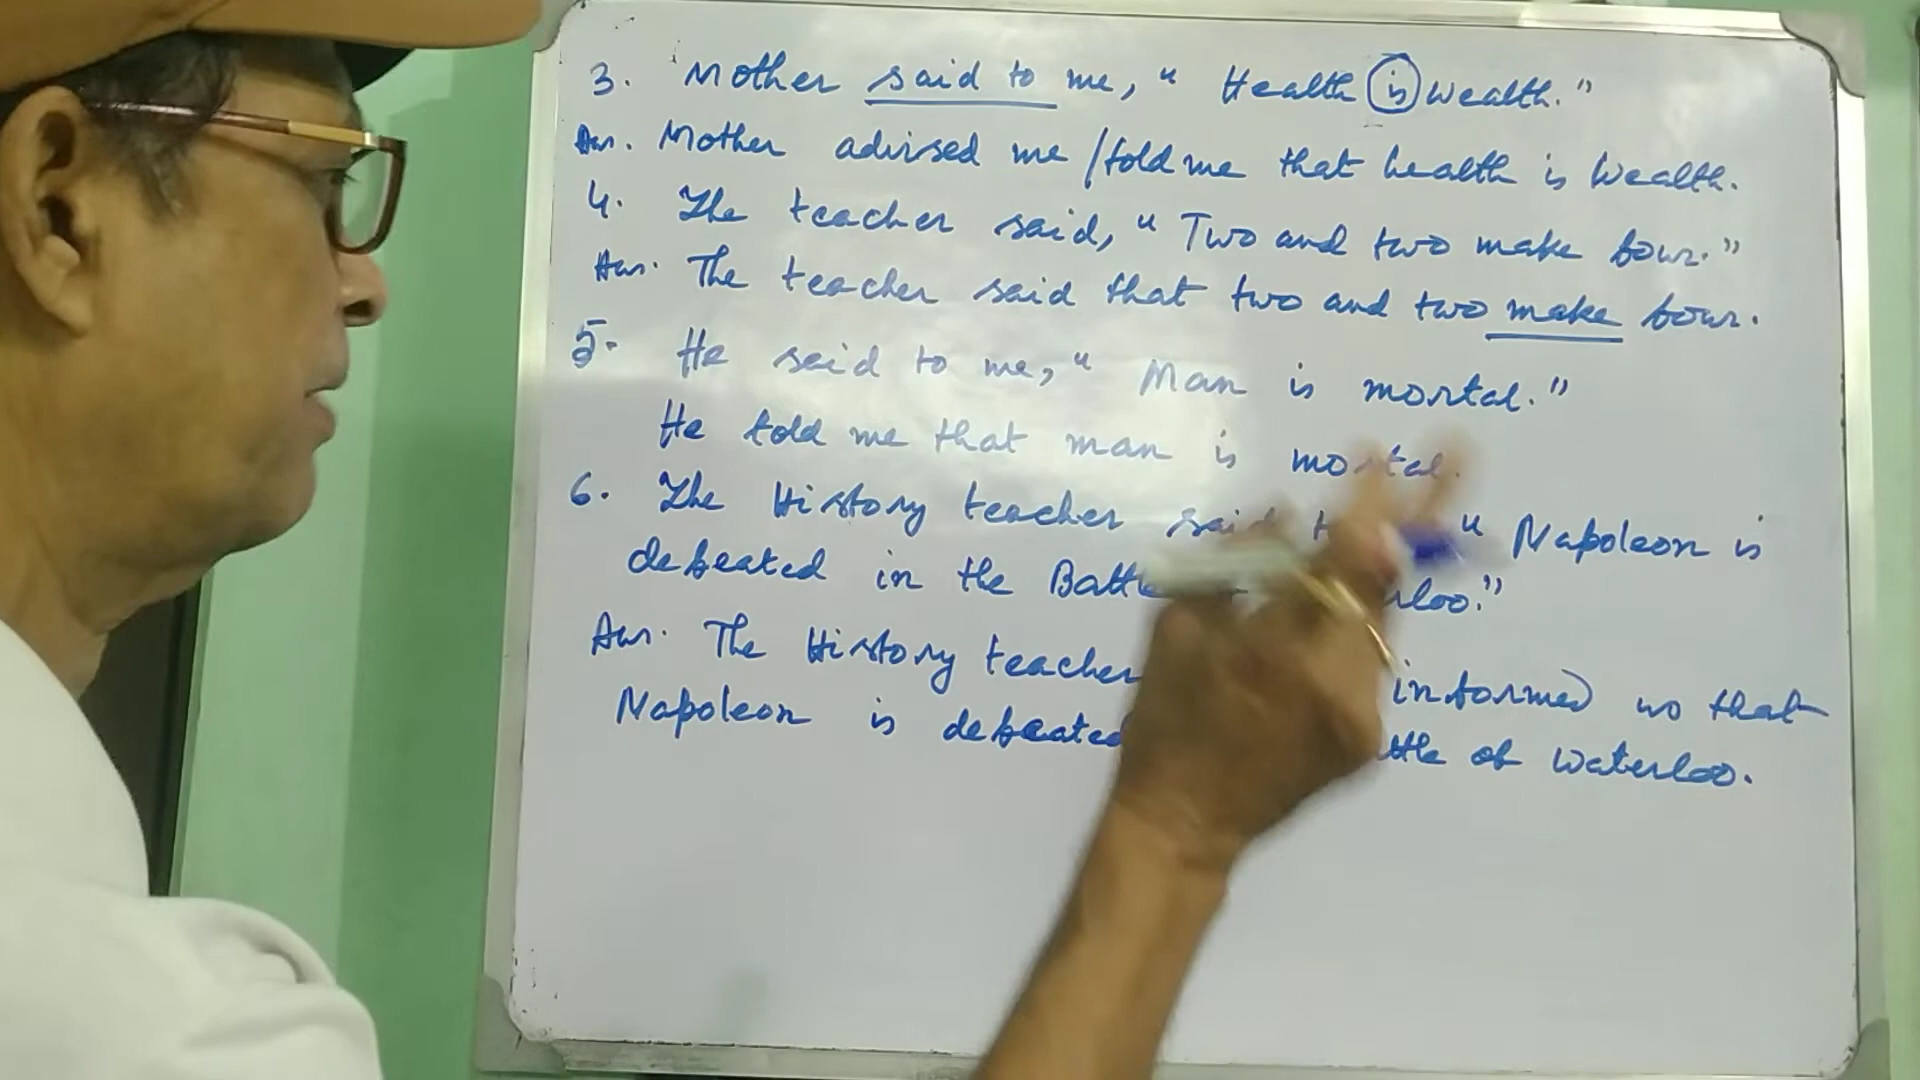 3. Mother said to me, " Health is Wealth."
Ans. Mother advised me / told me that health is Wealth.
4. The teacher said, " Two and two make four."
Ans. The teacher said that two and two make four.
5. He said to me, " Man is mortal."
He told me that man is mortal.
6. The History teacher said " Napoleon is
defeated in the Battle
Ans. The History teacher informed us that
Napoleon is defeated of Waterloo.